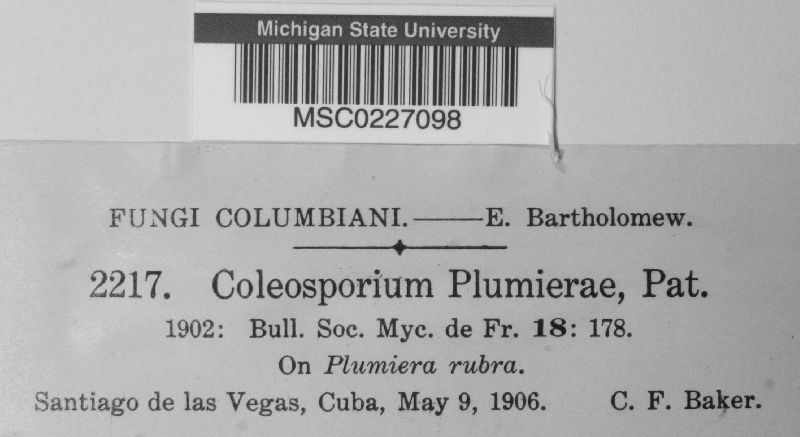 Michigan State University
MSC0227098
FUNGI COLUMBIANI.——E. Bartholomew.
2217. Coleosporium Plumierae, Pat.
1902: Bull. Soc. Myc. de Fr. 18: 178.
On Plumiera rubra.
Santiago de las Vegas, Cuba, May 9, 1906. C. F. Baker.